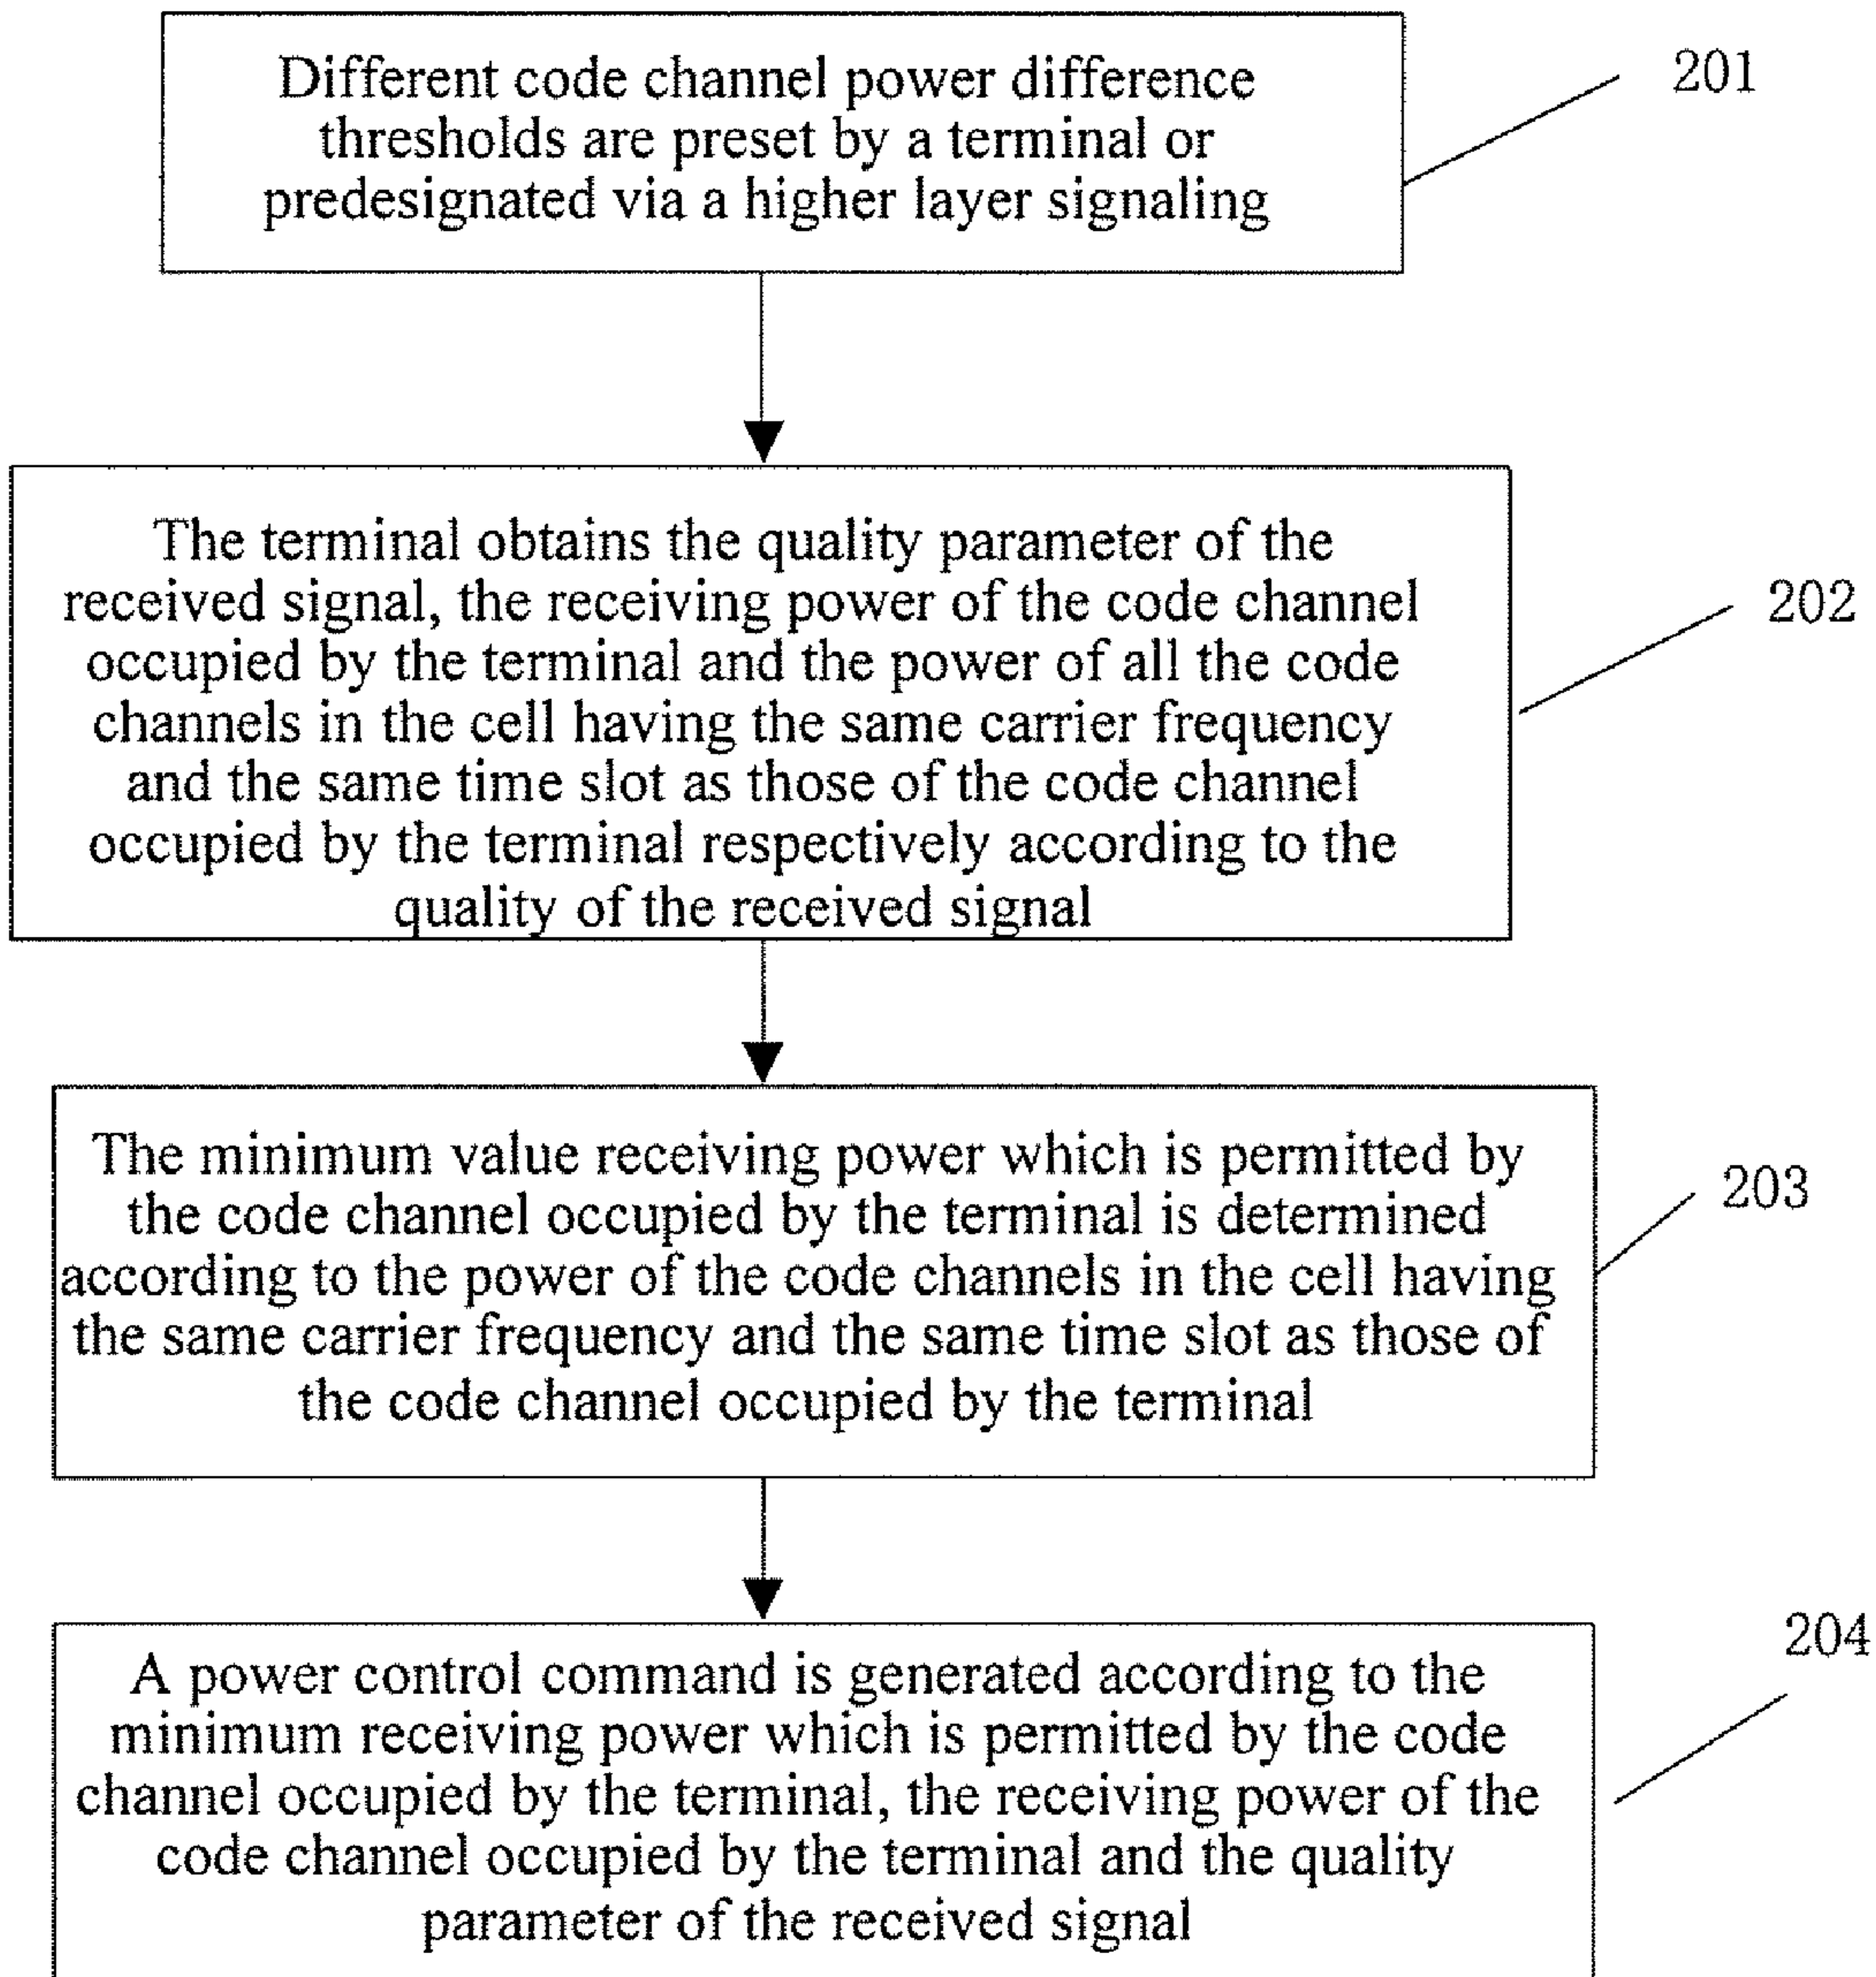 Different code channel power difference
thresholds are preset by a terminal or
predesignated via a higher layer signaling
201
The terminal obtains the quality parameter of the
received signal, the receiving power of the code channel
occupied by the terminal and the power of all the code
channels in the cell having the same carrier frequency
and the same time slot as those of the code channel
occupied by the terminal respectively according to the
quality of the received signal
202
The minimum value receiving power which is permitted by
the code channel occupied by the terminal is determined
according to the power of the code channels in the cell having
the same carrier frequency and the same time slot as those of
the code channel occupied by the terminal
203
A power control command is generated according to the
minimum receiving power which is permitted by the code
channel occupied by the terminal, the receiving power of the
code channel occupied by the terminal and the quality
parameter of the received signal
204